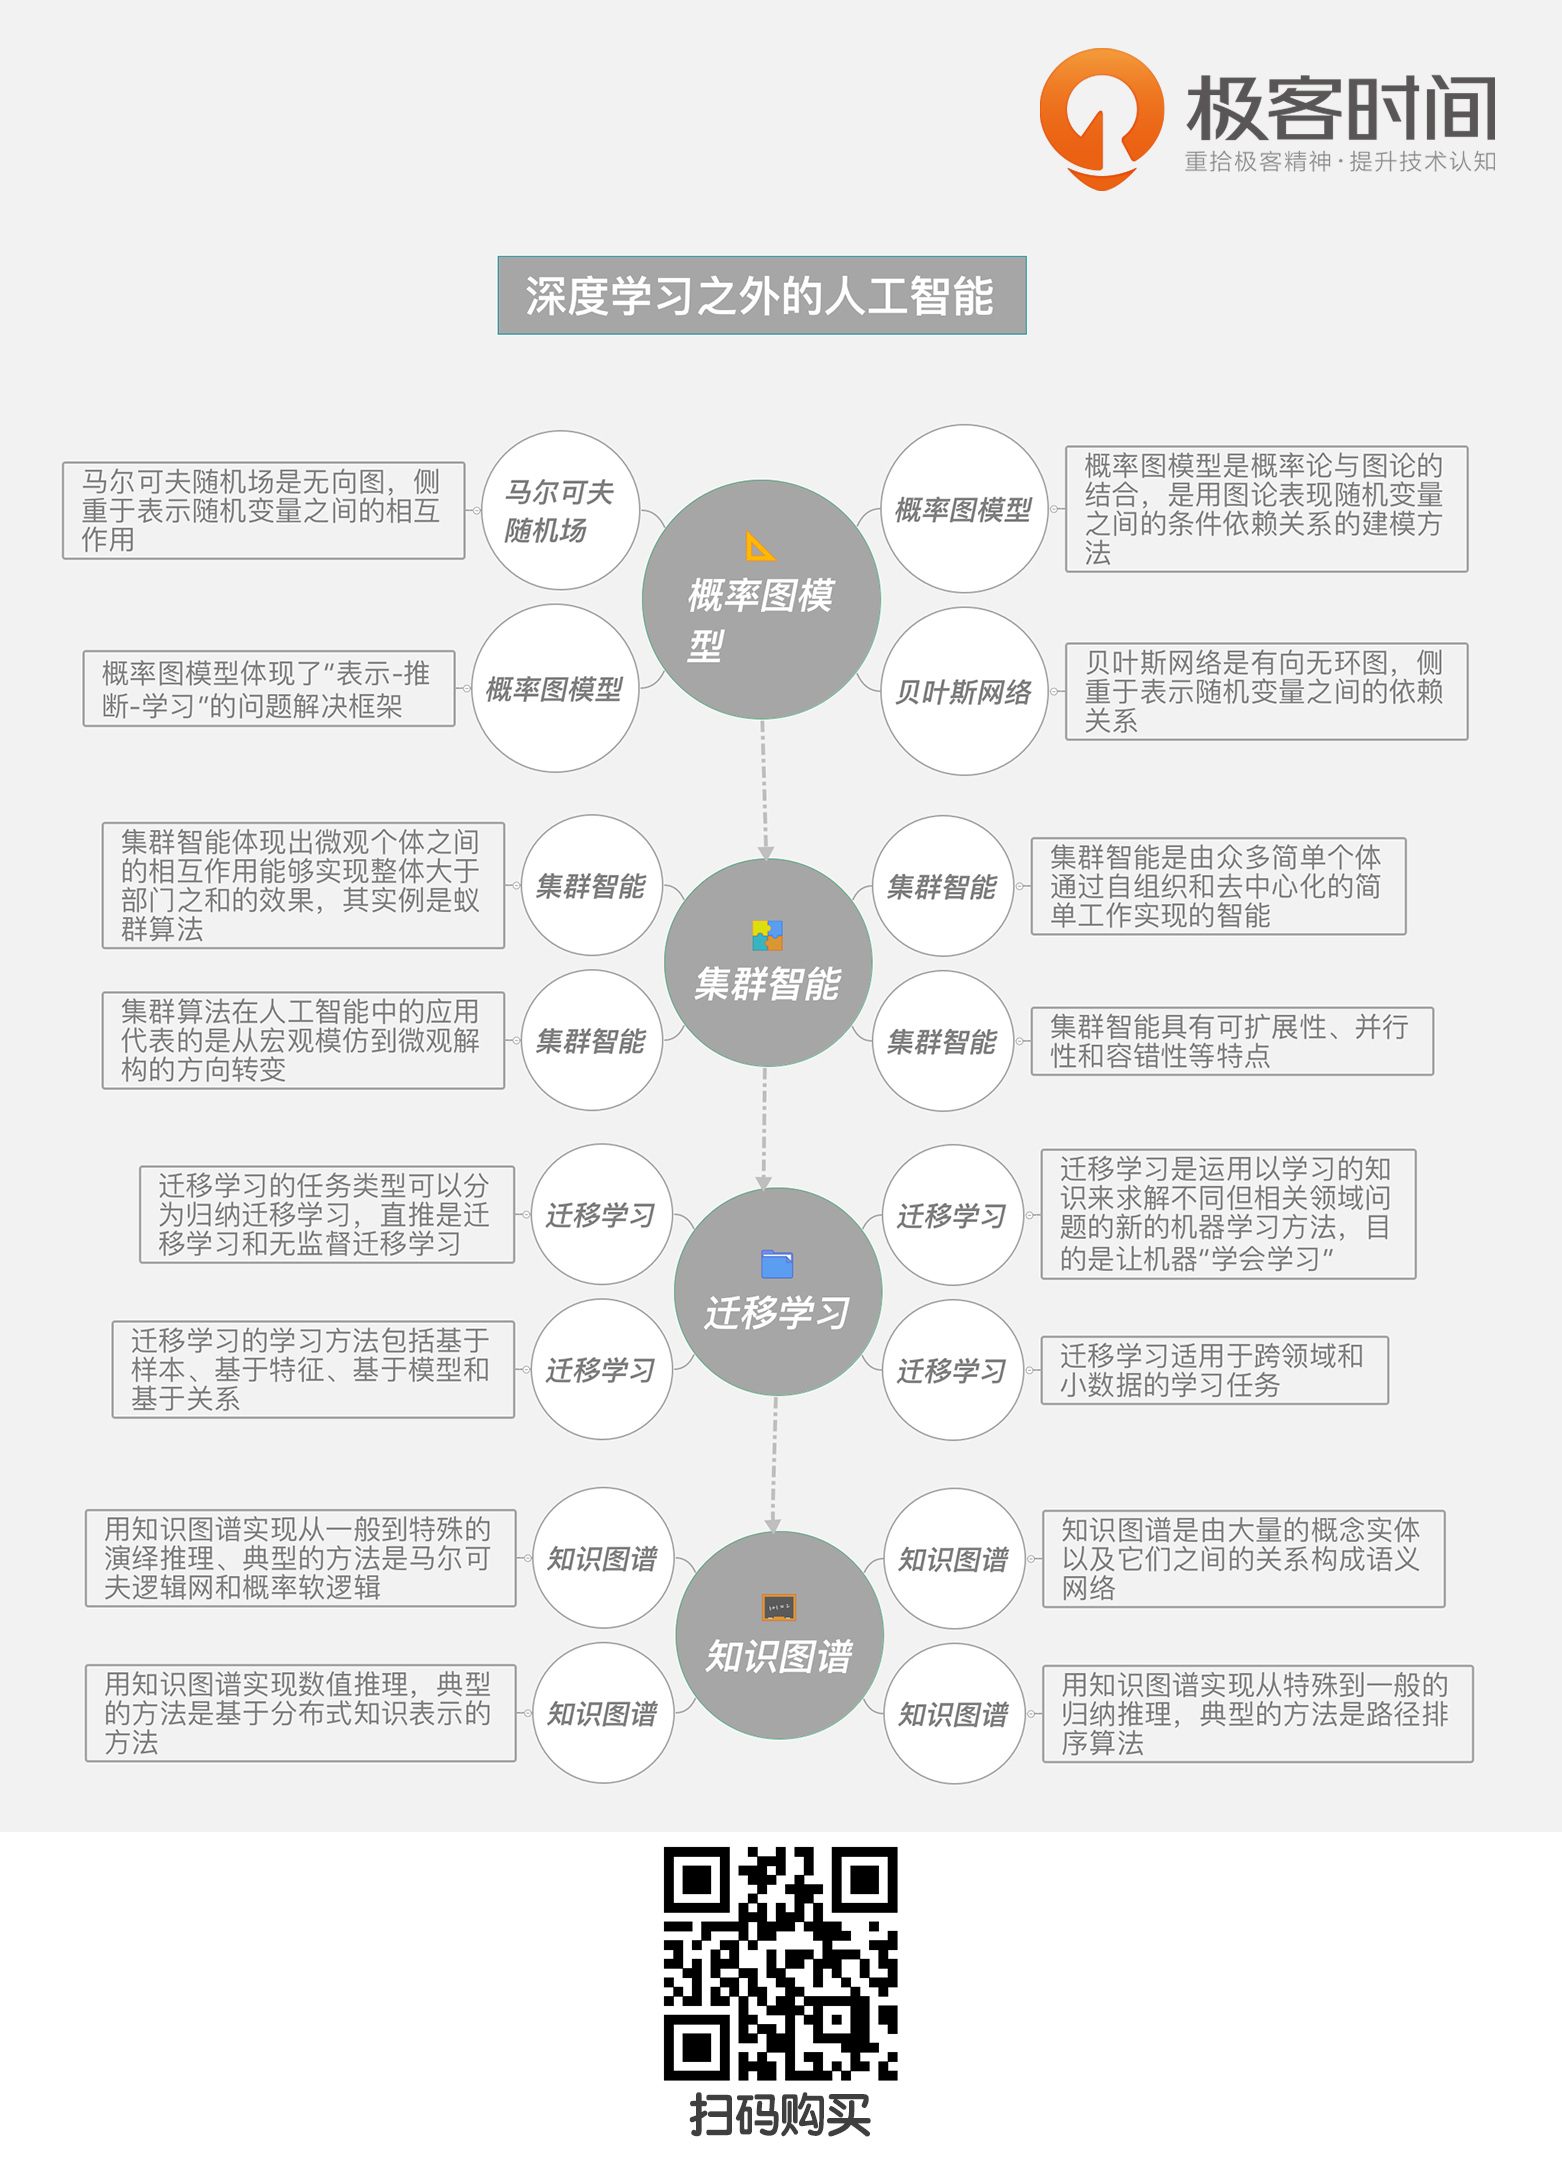 极客时间
重拾极客精神·提升技术认知
深度学习之外的人工智能
概率图模
型
马尔可夫
随机场
马尔可夫随机场是无向图，侧
重于表示随机变量之间的相互
作用
概率图模型
概率图模型是概率论与图论的
结合，是用图论表现随机变量
之间的条件依赖关系的建模方
法
概率图模型
概率图模型体现了“表示-推
断-学习”的问题解决框架
贝叶斯网络
贝叶斯网络是有向无环图，侧
重于表示随机变量之间的依赖
关系
集群智能
集群智能
集群智能体现出微观个体之间
的相互作用能够实现整体大于
部门之和的效果，其实例是蚁
群算法
集群智能
集群智能是由众多简单个体
通过自组织和去中心化的简
单工作实现的智能
集群智能
集群算法在人工智能中的应用
代表的是从宏观模仿到微观解
构的方向转变
集群智能
集群智能具有可扩展性、并行
性和容错性等特点
迁移学习
迁移学习
迁移学习的任务类型可以分
为归纳迁移学习，直推是迁
移学习和无监督迁移学习
迁移学习
迁移学习是运用以学习的知
识来求解不同但相关领域问
题的新的机器学习方法，目
的是让机器“学会学习”
迁移学习
迁移学习的学习方法包括基于
样本、基于特征、基于模型和
基于关系
迁移学习
迁移学习适用于跨领域和
小数据的学习任务
知识图谱
知识图谱
用知识图谱实现从一般到特殊的
演绎推理、典型的方法是马尔可
夫逻辑网和概率软逻辑
知识图谱
知识图谱是由大量的概念实体
以及它们之间的关系构成语义
网络
知识图谱
用知识图谱实现数值推理，典型
的方法是基于分布式知识表示的
方法
知识图谱
用知识图谱实现从特殊到一般的
归纳推理，典型的方法是路径排
序算法
扫码购买